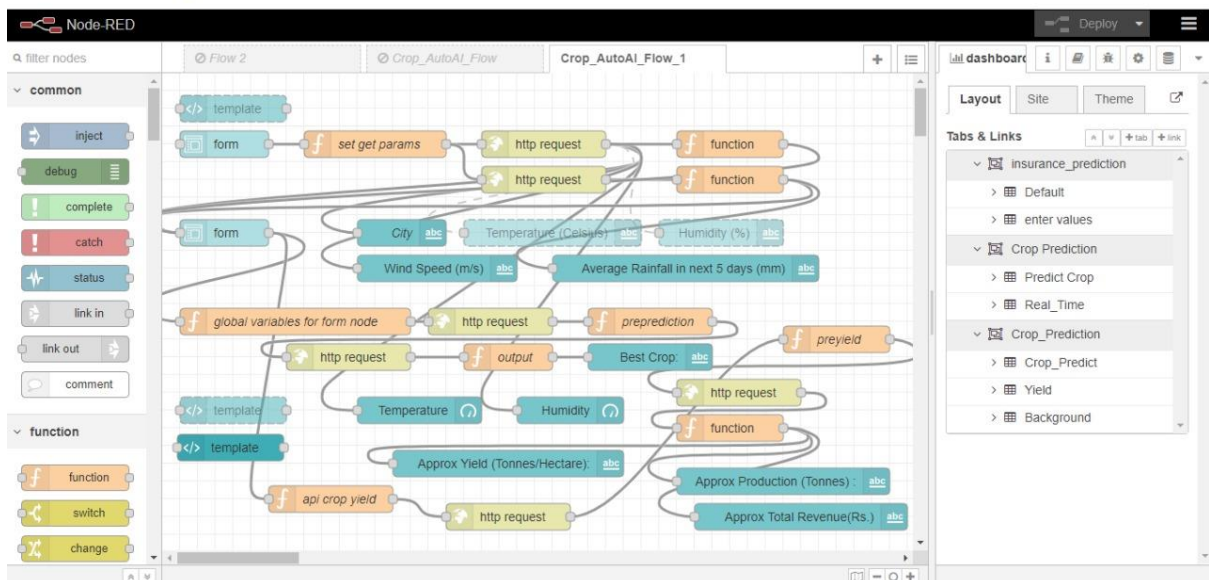 Node-RED
Deploy
filter nodes
Flow 2
Crop_AutoAI_Flow
Crop_AutoAI_Flow_1
dashboard
common
inject
debug
complete
catch
status
link in
link out
comment
function
function
switch
change
template
form
set get params
http request
function
http request
function
form
City abc
Temperature (Celsius) abc
Humidity (%) abc
Wind Speed (m/s) abc
Average Rainfall in next 5 days (mm) abc
global variables for form node
http request
preprediction
preyield
http request
output
Best Crop: abc
http request
template
Temperature
Humidity
function
template
Approx Yield (Tonnes/Hectare): abc
Approx Production (Tonnes) : abc
api crop yield
http request
Approx Total Revenue(Rs.) abc
Layout
Site
Theme
Tabs & Links
+ tab
+ link
insurance_prediction
Default
enter values
Crop Prediction
Predict Crop
Real_Time
Crop_Prediction
Crop_Predict
Yield
Background